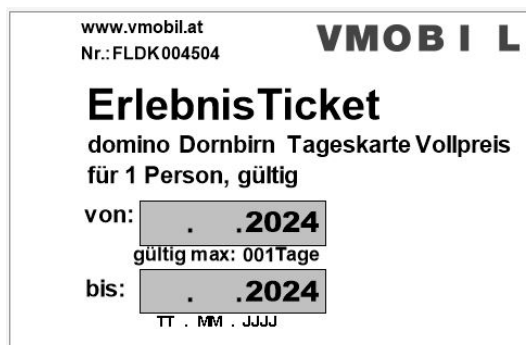 www.vmobil.at
VMOBIL
Nr.:FLDK004504
ErlebnisTicket
domino Dornbirn Tageskarte Vollpreis
für 1 Person, gültig
von: . .2024
gültig max: 001Tage
bis: . .2024
TT . MM . JJJJ